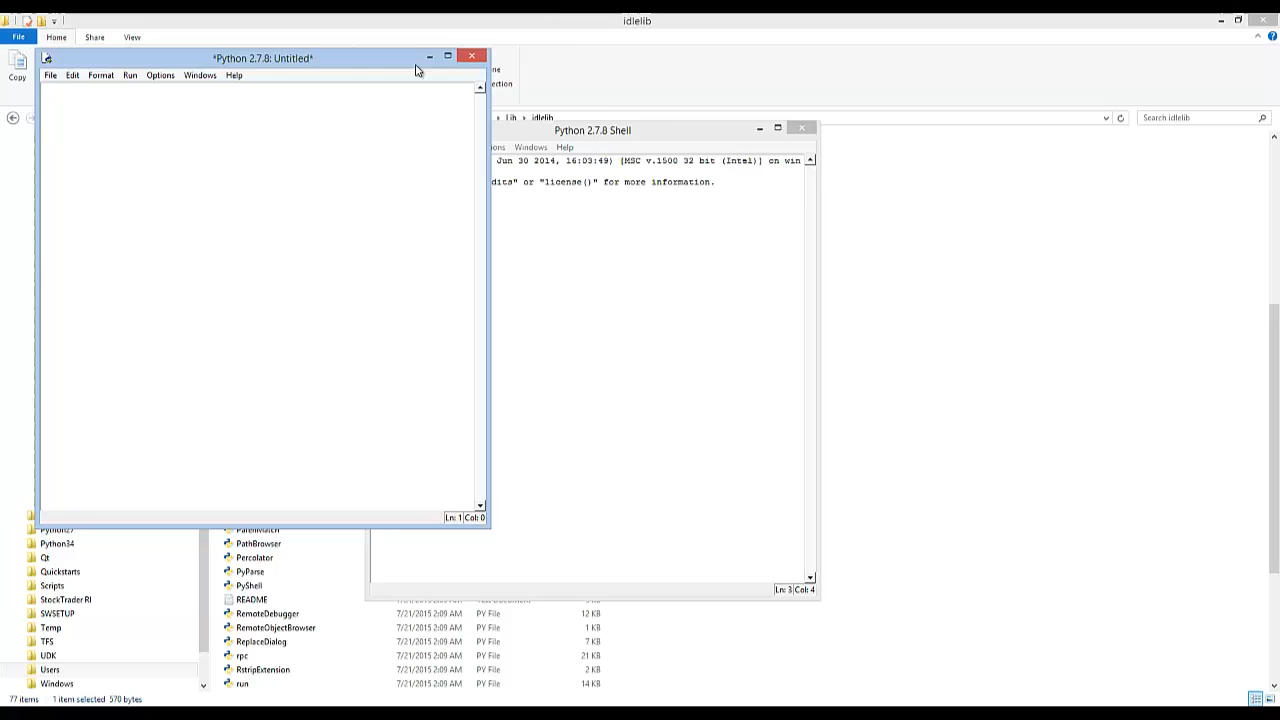 idlelib
File Home Share View
Copy
ne
ection
*Python 2.7.8: Untitled*
File Edit Format Run Options Windows Help
Ln: 1 Col: 0
Lib idlelib
Search idlelib
Python 2.7.8 Shell
ions Windows Help
Jun 30 2014, 16:03:49) [MSC v.1500 32 bit (Intel)] on win
dits" or "license()" for more information.
Ln: 3 Col: 4
Python27
Python34
Qt
Quickstarts
Scripts
StockTrader RI
SWSETUP
Temp
TFS
UDK
Users
Windows
ParenMatch
PathBrowser
Percolator
PyParse
PyShell
README
RemoteDebugger 7/21/2015 2:09 AM PY File 12 KB
RemoteObjectBrowser 7/21/2015 2:09 AM PY File 1 KB
ReplaceDialog 7/21/2015 2:09 AM PY File 7 KB
rpc 7/21/2015 2:09 AM PY File 21 KB
RstripExtension 7/21/2015 2:09 AM PY File 2 KB
run 7/21/2015 2:09 AM PY File 14 KB
77 items 1 item selected 570 bytes